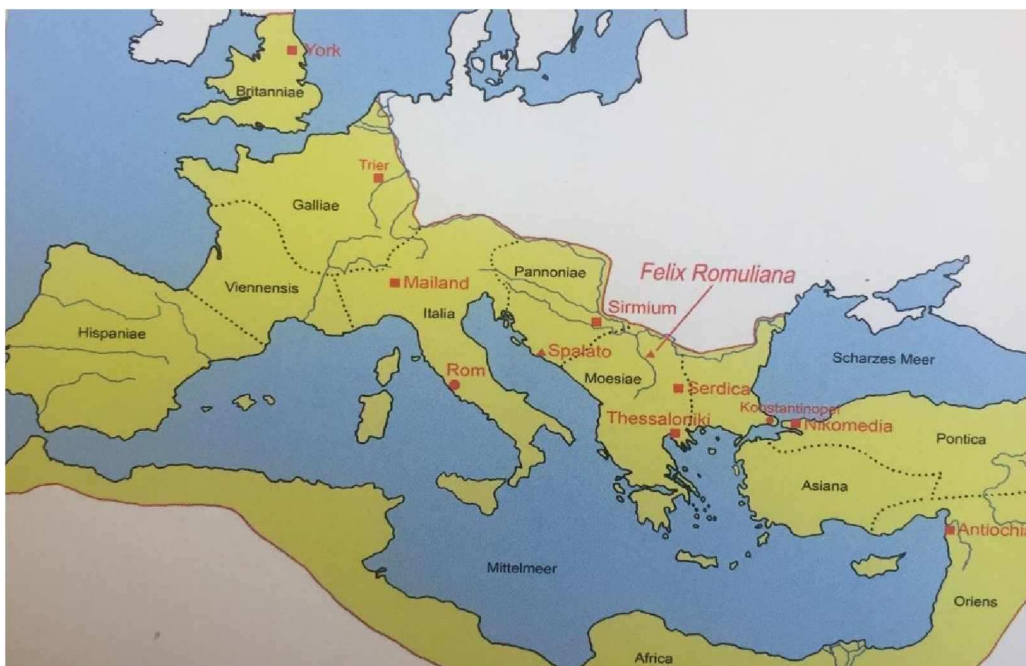 York
Britanniae
Trier
Galliae
Felix Romuliana
Pannoniae
Mailand
Viennensis
Sirmium
Italia
Hispaniae
Spalato
Scharzes Meer
Rom
Moesiae
Serdica
Konstantinopel
Thessaloniki
Nikomedia
Pontica
Asiana
Antiochia
Mittelmeer
Oriens
Africa